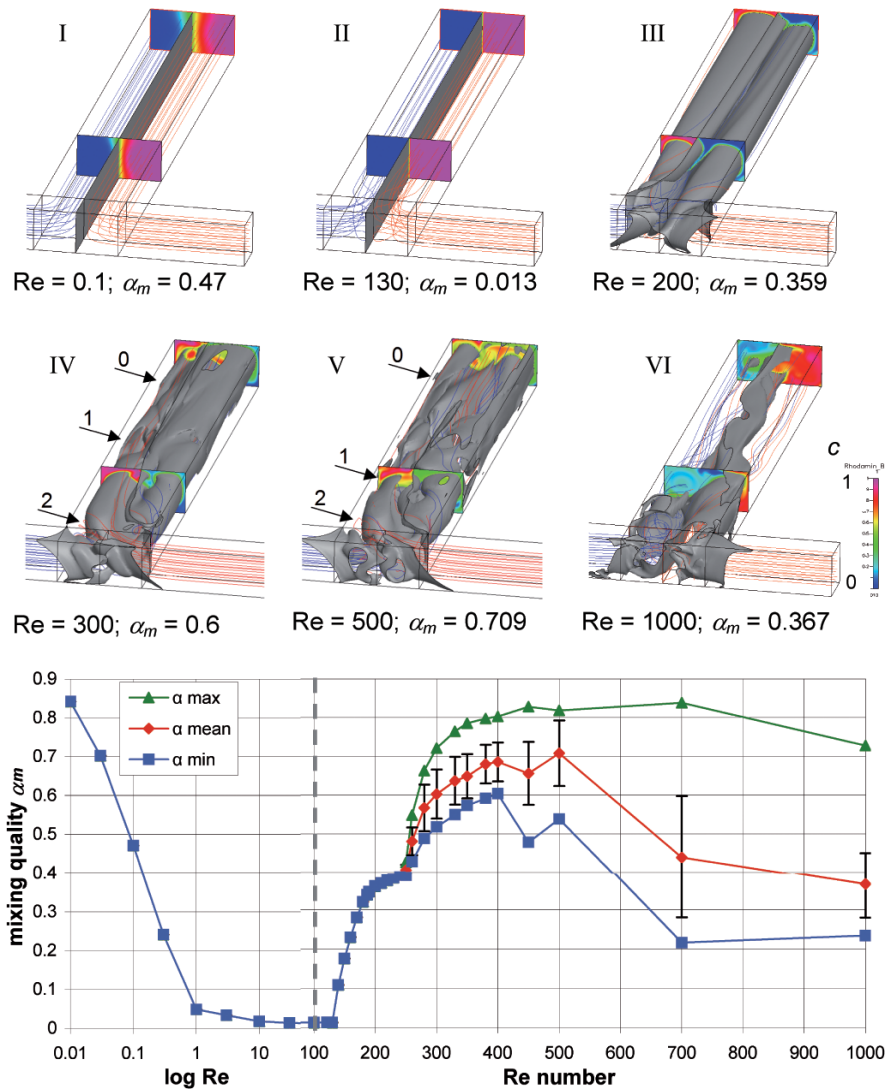 I
II
III
Re = 0.1; αm = 0.47
Re = 130; αm = 0.013
Re = 200; αm = 0.359
IV
V
VI
0
1
2
0
1
2
c
Rhodamin_B
1
0
Re = 300; αm = 0.6
Re = 500; αm = 0.709
Re = 1000; αm = 0.367
0.9
0.8
0.7
0.6
0.5
0.4
0.3
0.2
0.1
0
mixing quality αm
α max
α mean
α min
0.01 0.1 1 10 100 200 300 400 500 600 700 800 900 1000
log Re
Re number